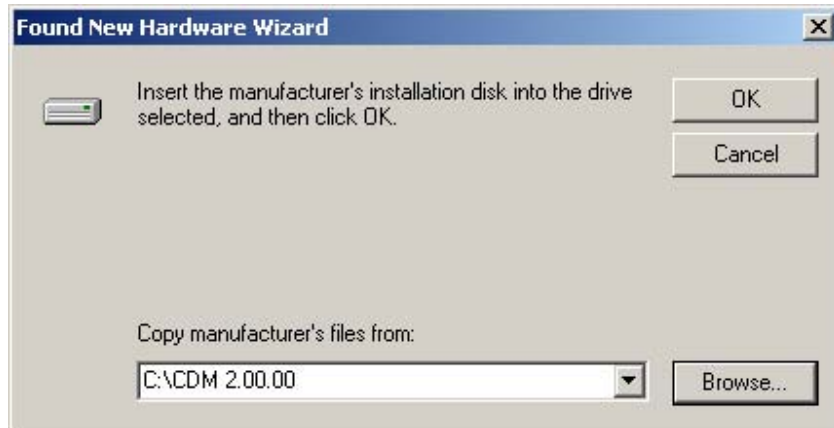 Found New Hardware Wizard
Insert the manufacturer's installation disk into the drive
selected, and then click OK.
OK
Cancel
Copy manufacturer's files from:
C:\CDM 2.00.00
Browse...